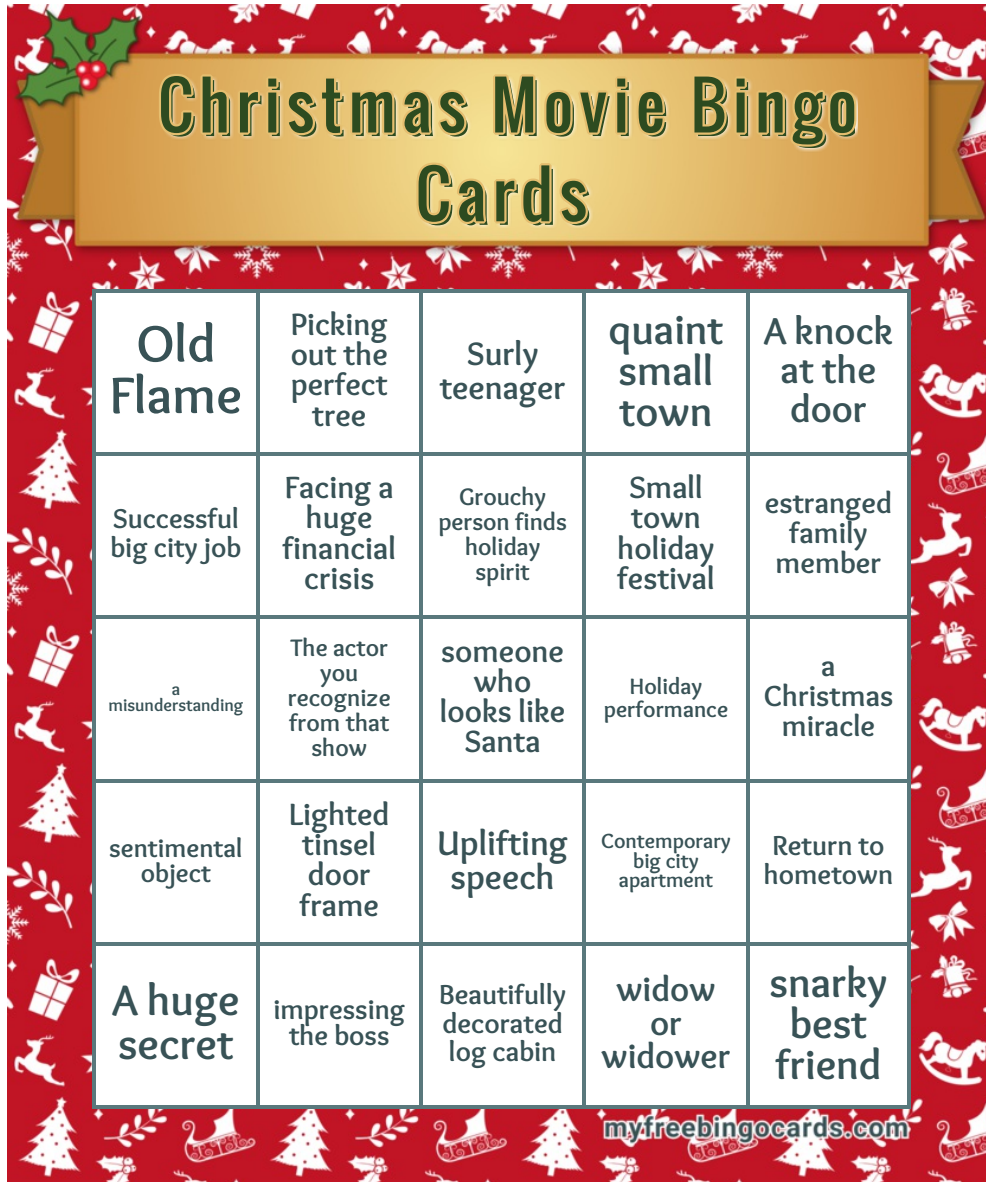 Christmas Movie Bingo
Cards
Old
Flame
Picking
out the
perfect
tree
Surly
teenager
quaint
small
town
A knock
at the
door
Successful
big city job
Facing a
huge
financial
crisis
Grouchy
person finds
holiday
spirit
Small
town
holiday
festival
estranged
family
member
a
misunderstanding
The actor
you
recognize
from that
show
someone
who
looks like
Santa
Holiday
performance
a
Christmas
miracle
sentimental
object
Lighted
tinsel
door
frame
Uplifting
speech
Contemporary
big city
apartment
Return to
hometown
A huge
secret
impressing
the boss
Beautifully
decorated
log cabin
widow
or
widower
snarky
best
friend
myfreebingocards.com